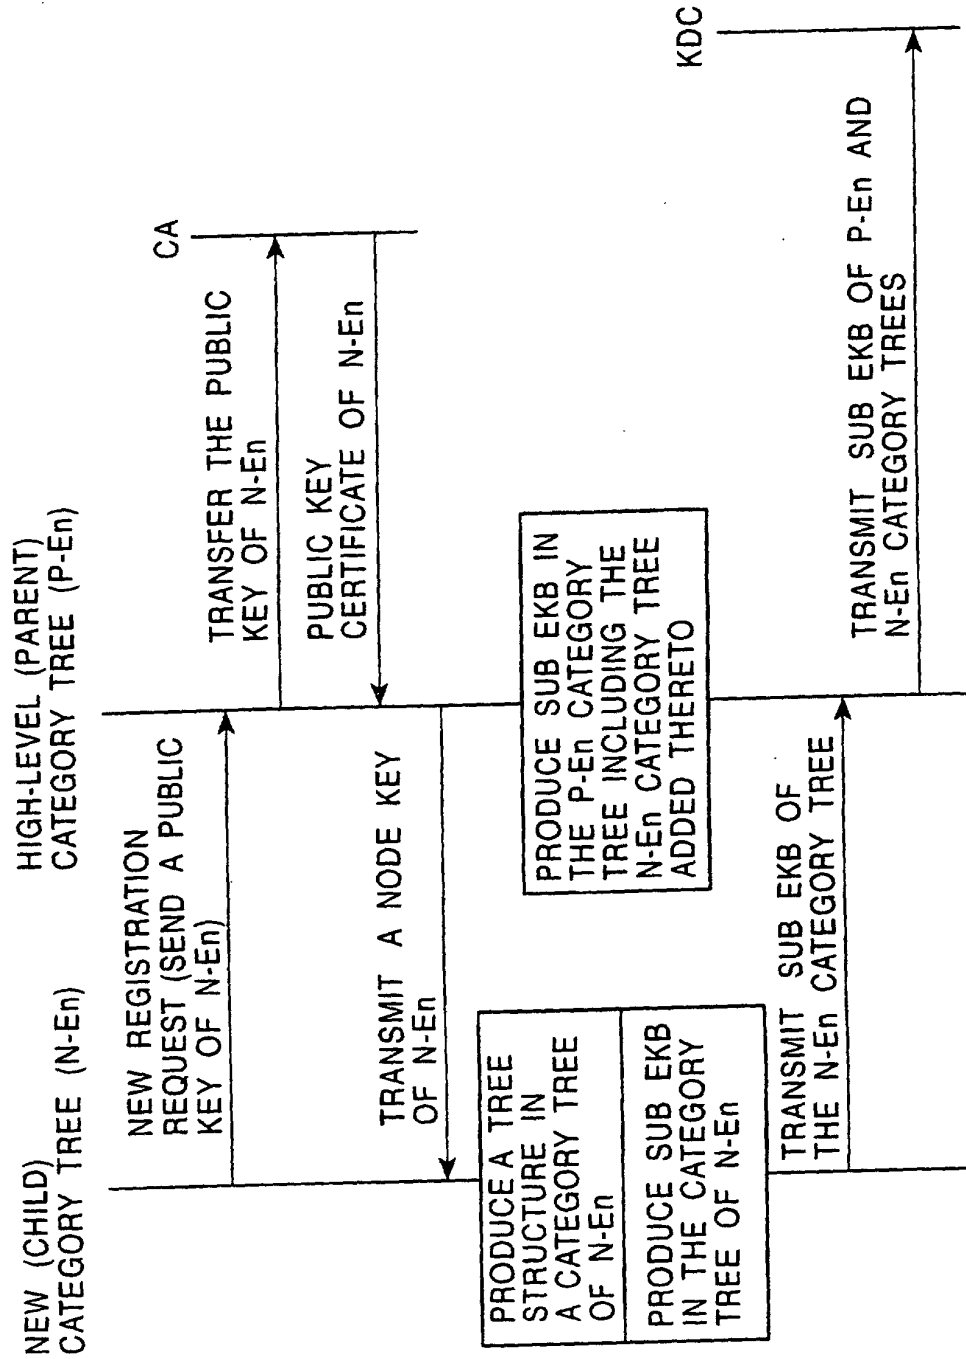 NEW (CHILD)
CATEGORY TREE (N-En)
HIGH-LEVEL (PARENT)
CATEGORY TREE (P-En)
CA
KDC
NEW REGISTRATION
REQUEST (SEND A PUBLIC
KEY OF N-En)
TRANSFER THE PUBLIC
KEY OF N-En
PUBLIC KEY
CERTIFICATE OF N-En
TRANSMIT A NODE KEY
OF N-En
PRODUCE A TREE
STRUCTURE IN
A CATEGORY TREE
OF N-En
PRODUCE SUB EKB
IN THE CATEGORY
TREE OF N-En
PRODUCE SUB EKB IN
THE P-En CATEGORY
TREE INCLUDING THE
N-En CATEGORY TREE
ADDED THERETO
TRANSMIT SUB EKB OF
THE N-En CATEGORY TREE
TRANSMIT SUB EKB OF P-En AND
N-En CATEGORY TREES